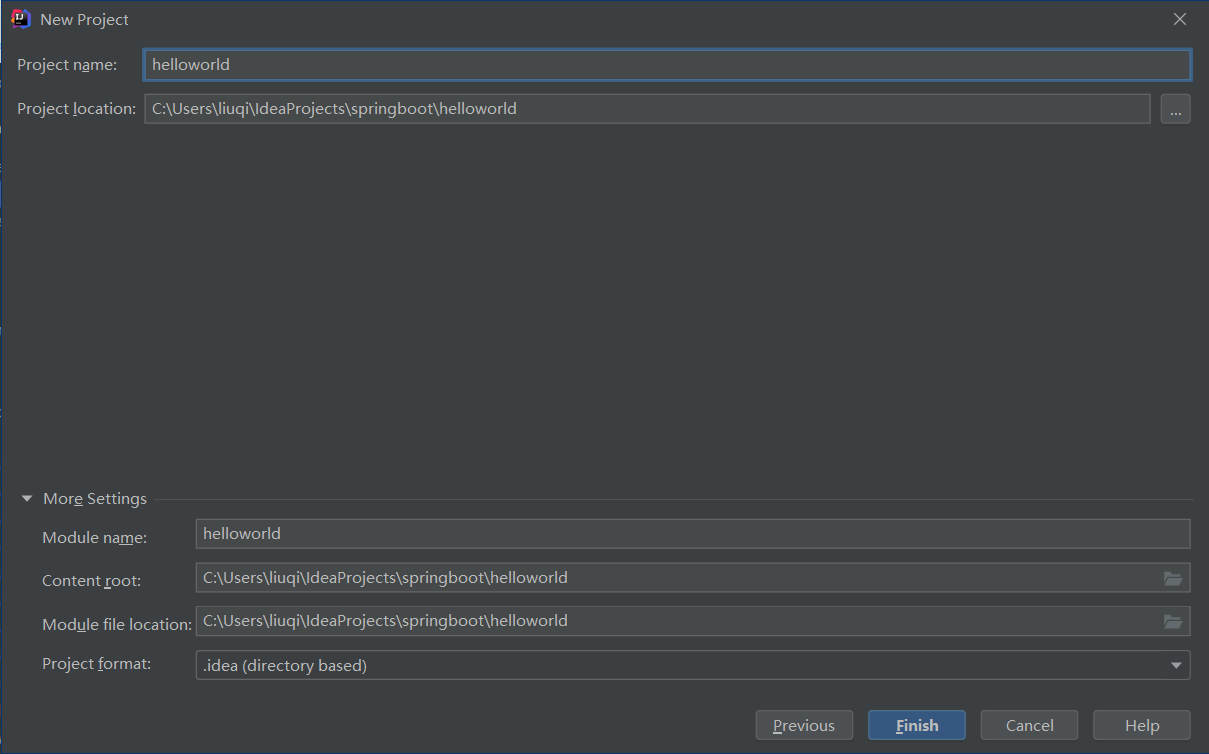 New Project
Project name: helloworld
Project location: C:\Users\liuqi\IdeaProjects\springboot\helloworld ...
More Settings
Module name: helloworld
Content root: C:\Users\liuqi\IdeaProjects\springboot\helloworld
Module file location: C:\Users\liuqi\IdeaProjects\springboot\helloworld
Project format: .idea (directory based)
Previous Finish Cancel Help